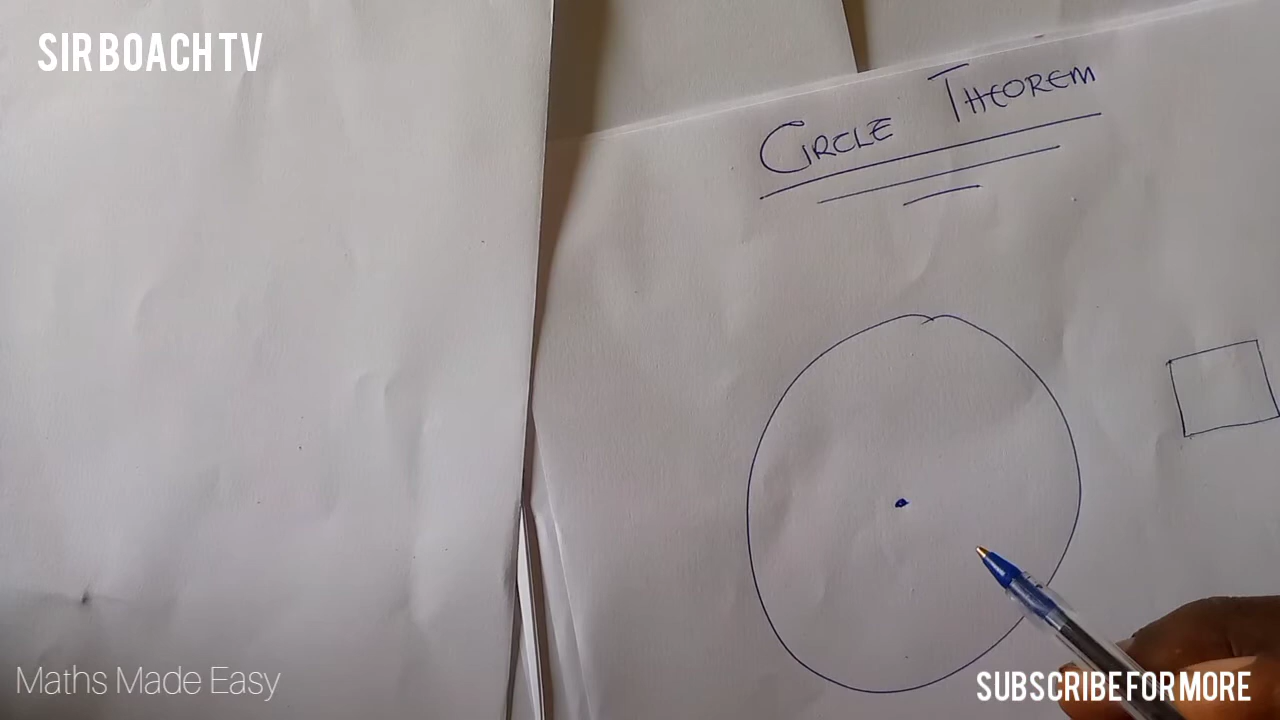 SIR BOACH TV
CIRCLE THEOREM
Maths Made Easy
SUBSCRIBE FOR MORE